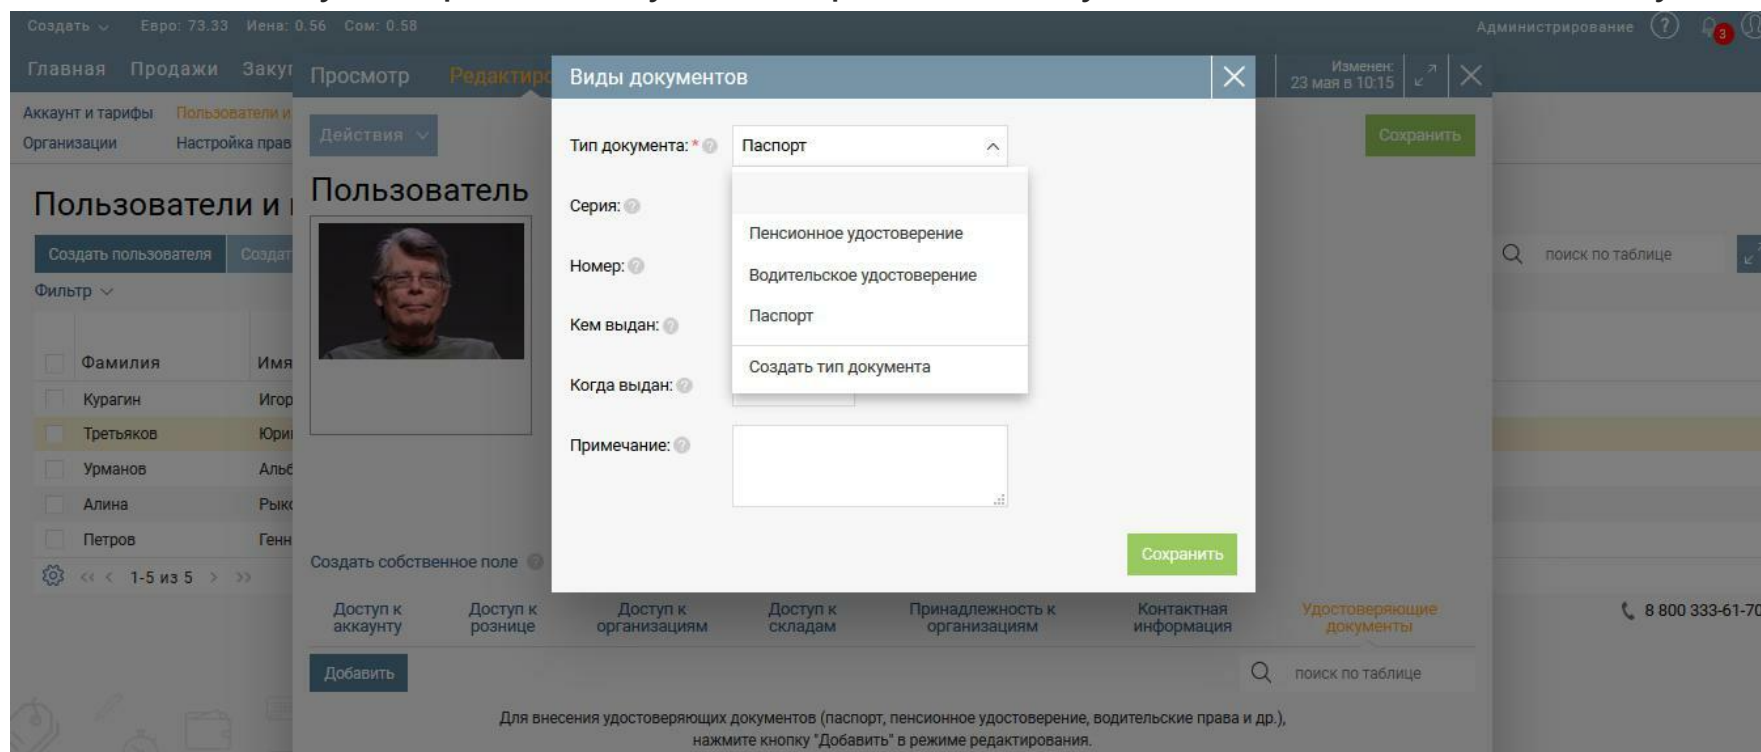 Создать Евро: 73.33 Иена: 0.56 Сом: 0.58 Администрирование ? 3
Главная Продажи Просмотр Виды документов Изменен:
23 мая в 10:15
Аккаунт и тарифы Пользователи и
Организации Настройка прав
Действия Сохранить
Тип документа: * Паспорт
Пользователи и
Пользователь
Серия:
Пенсионное удостоверение
Создать пользователя
поиск по таблице
Номер:
Водительское удостоверение
Фильтр
Кем выдан:
Паспорт
Фамилия Имя
Создать тип документа
Когда выдан:
Курагин
Третьяков
Примечание:
Урманов
Алина
Петров
Сохранить
Создать собственное поле
1-5 из 5
Доступ к аккаунту
Доступ к рознице
Доступ к организациям
Доступ к складам
Принадлежность к организациям
Контактная информация
Удостоверяющие документы
8 800 333-61-70
Добавить поиск по таблице
Для внесения удостоверяющих документов (паспорт, пенсионное удостоверение, водительские права и др.),
нажмите кнопку "Добавить" в режиме редактирования.